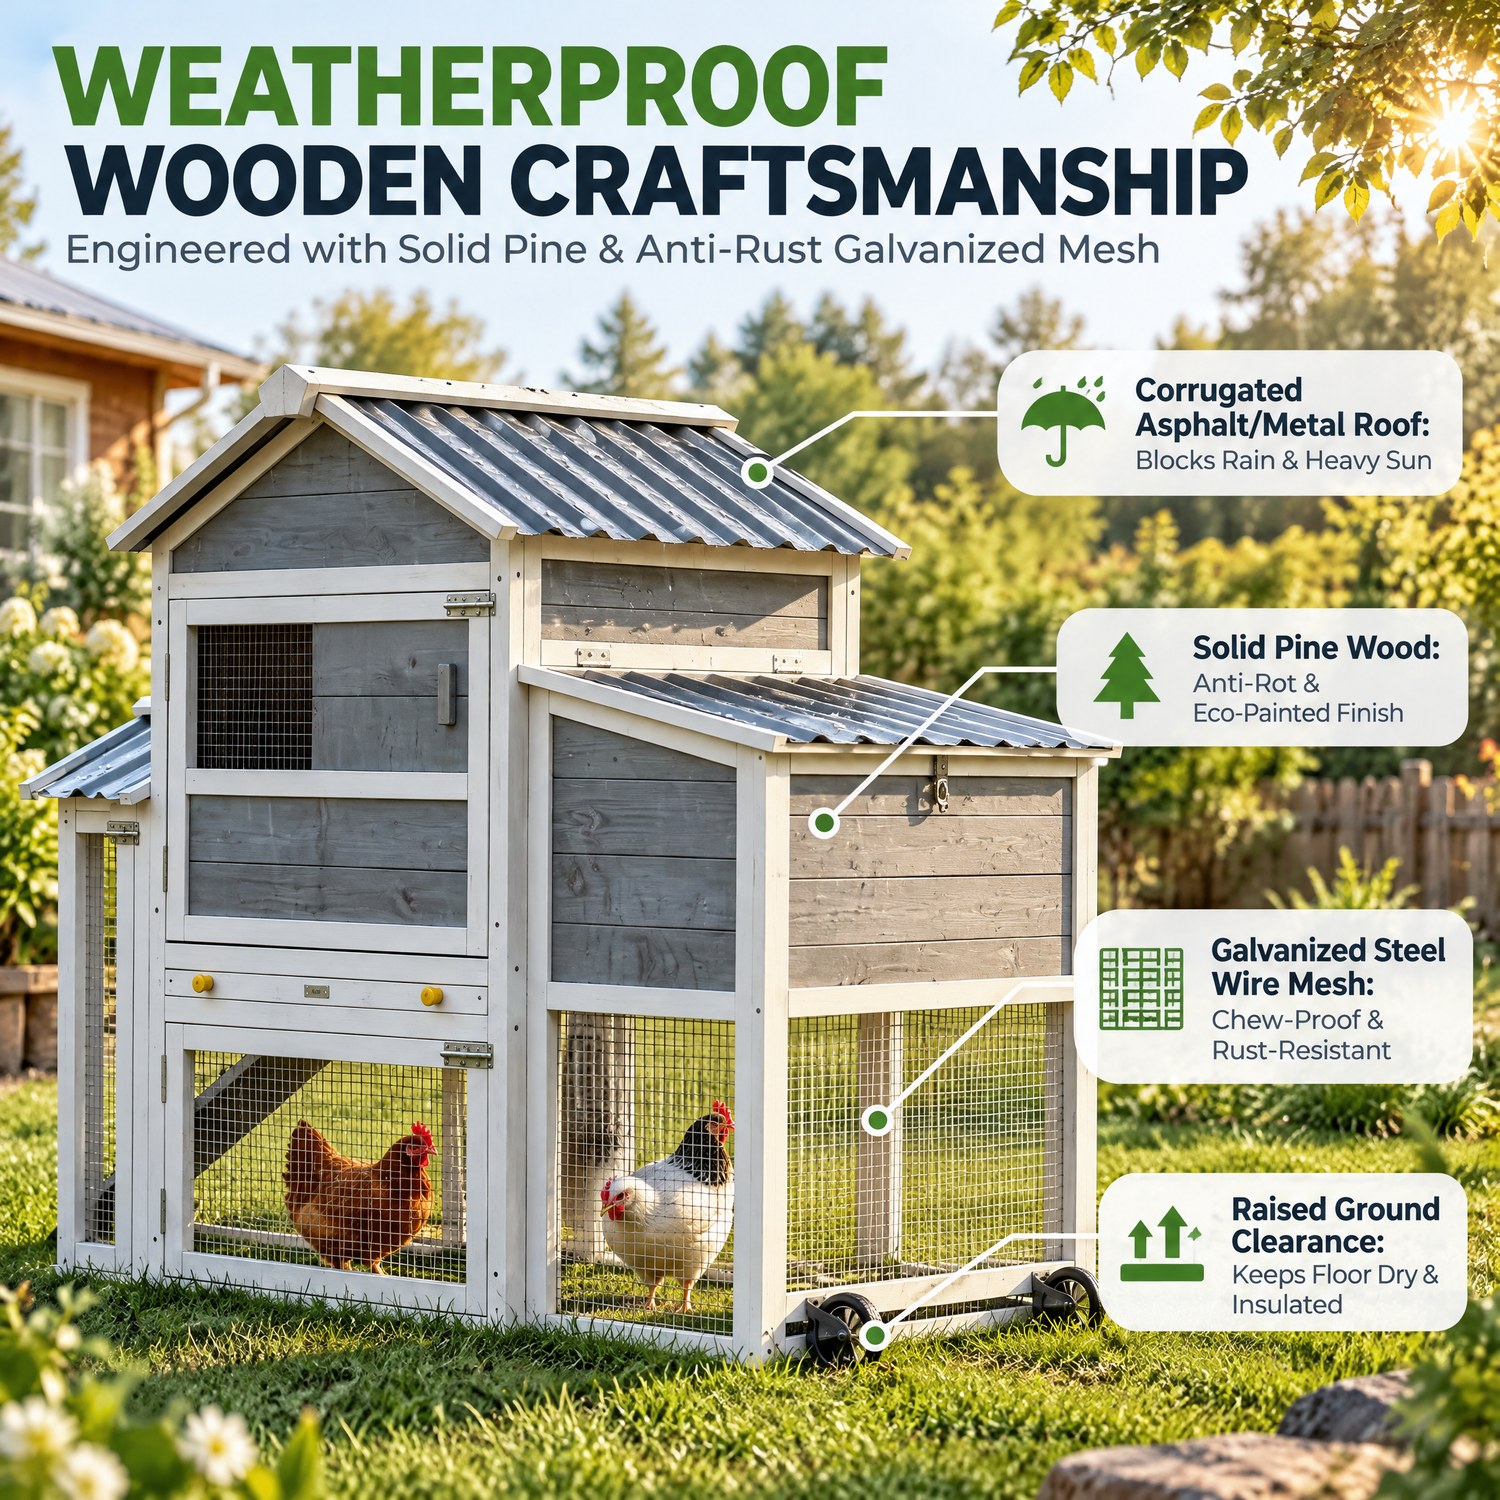 WEATHERPROOF
WOODEN CRAFTSMANSHIP
Engineered with Solid Pine & Anti-Rust Galvanized Mesh
Corrugated
Asphalt/Metal Roof:
Blocks Rain & Heavy Sun
Solid Pine Wood:
Anti-Rot &
Eco-Painted Finish
Galvanized Steel
Wire Mesh:
Chew-Proof &
Rust-Resistant
Raised Ground
Clearance:
Keeps Floor Dry &
Insulated